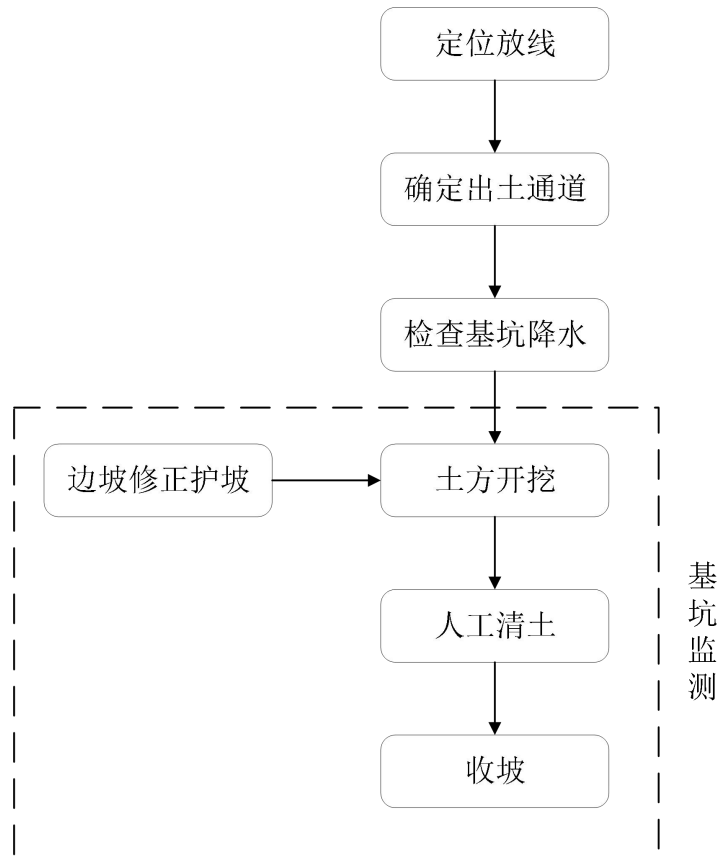 定位放线
确定出土通道
检查基坑降水
边坡修正护坡
土方开挖
人工清土
收坡
基坑监测